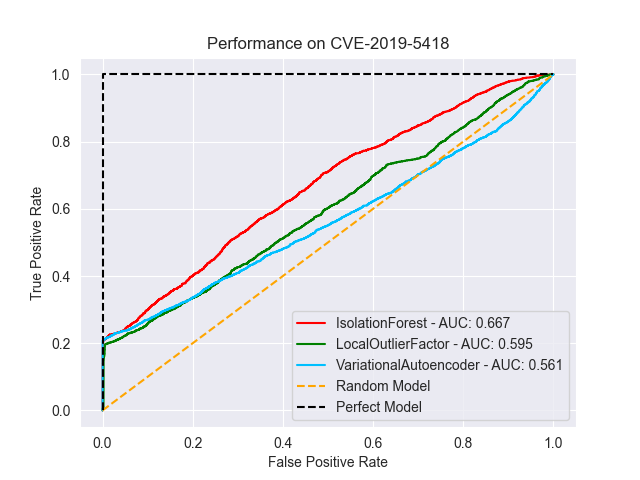 Performance on CVE-2019-5418
True Positive Rate
1.0
0.8
0.6
0.4
0.2
0.0
IsolationForest - AUC: 0.667
LocalOutlierFactor - AUC: 0.595
VariationalAutoencoder - AUC: 0.561
Random Model
Perfect Model
0.0 0.2 0.4 0.6 0.8 1.0
False Positive Rate